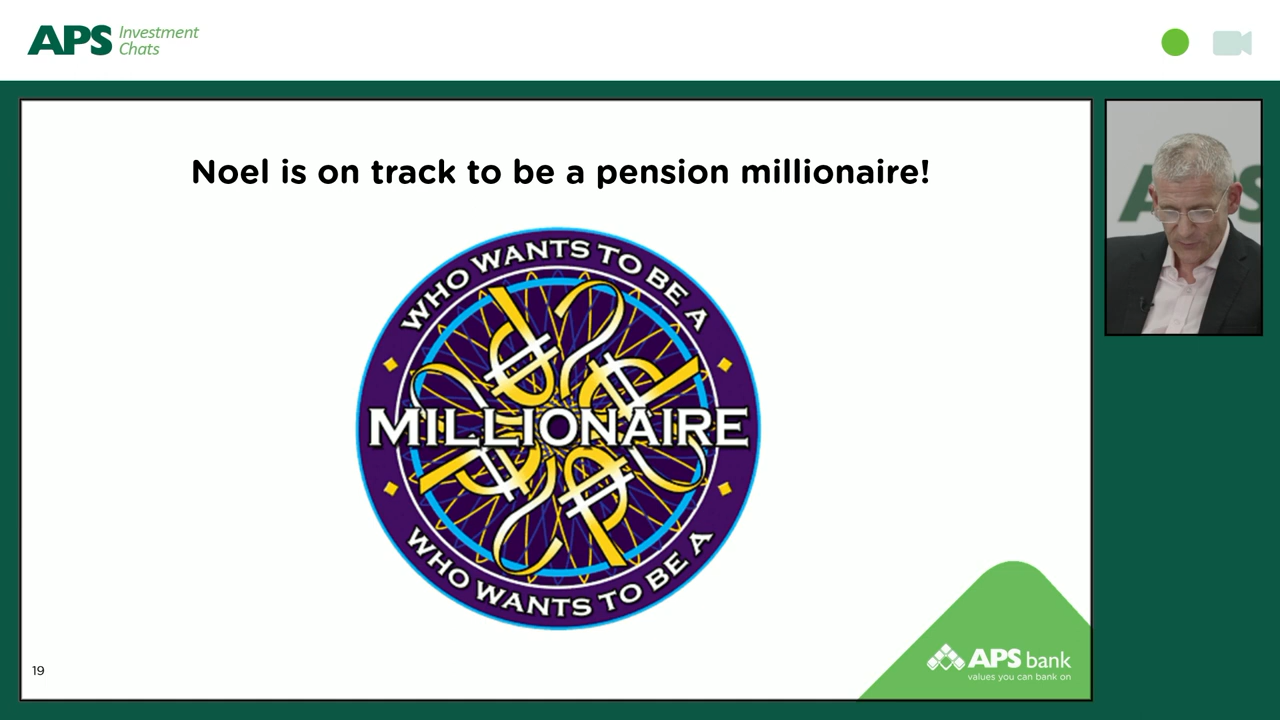 APS Investment
Chats
Noel is on track to be a pension millionaire!
WHO WANTS TO BE A
MILLIONAIRE
WHO WANTS TO BE A
19
APS bank
values you can bank on